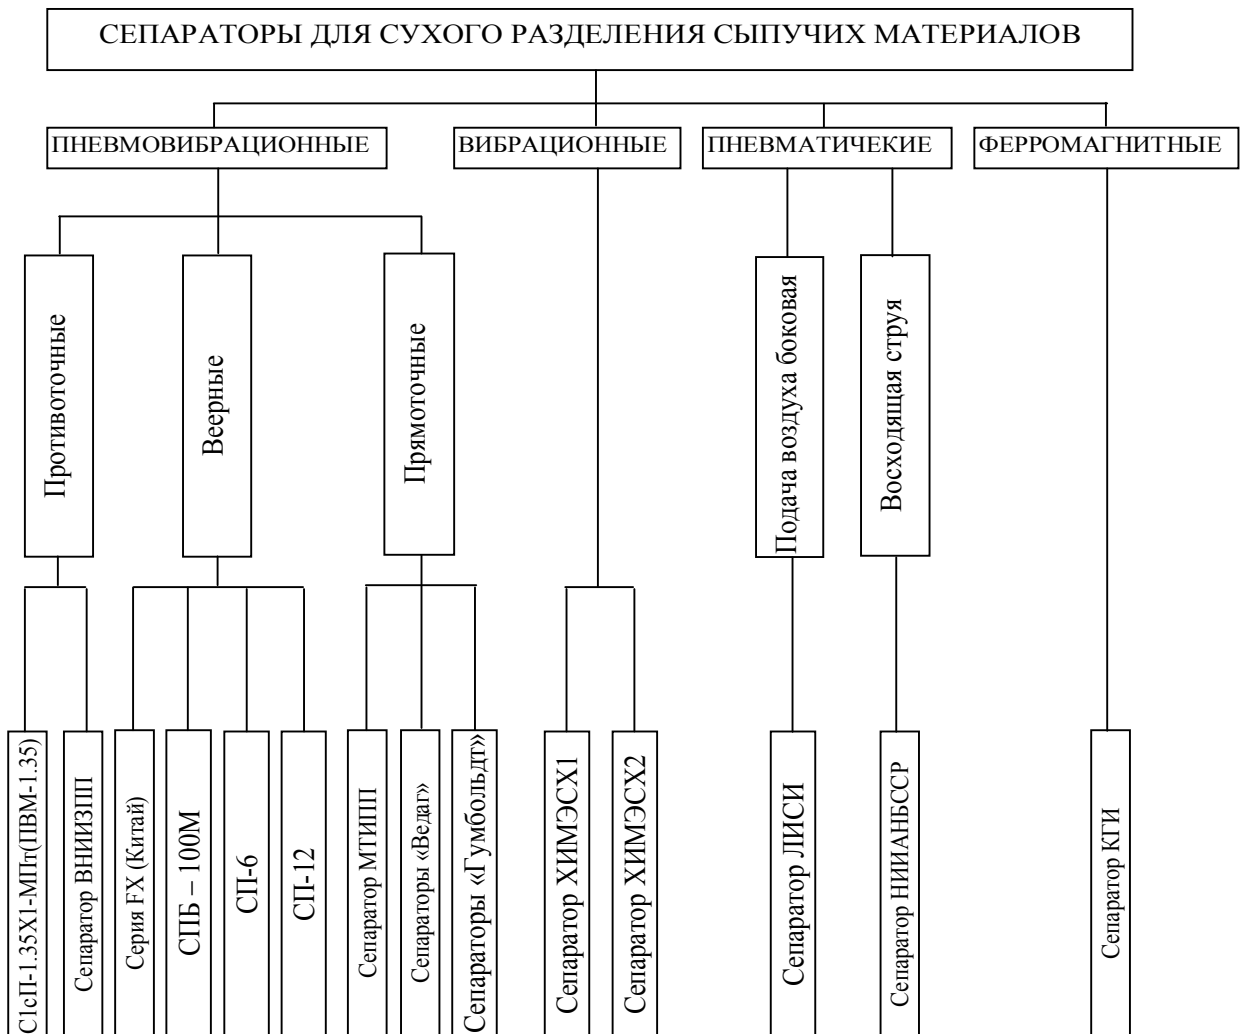 СЕПАРАТОРЫ ДЛЯ СУХОГО РАЗДЕЛЕНИЯ СЫПУЧИХ МАТЕРИАЛОВ
ПНЕВМОВИБРАЦИОННЫЕ
ВИБРАЦИОННЫЕ
ПНЕВМАТИЧЕКИЕ
ФЕРРОМАГНИТНЫЕ
Противоточные
Веерные
Прямоточные
Подача воздуха боковая
Восходящая струя
С1сП-1.35Х1-МПт(ПВМ-1.35)
Сепаратор ВНИИЗПП
Серия FX (Китай)
СПБ – 100М
СП-6
СП-12
Сепаратор МТИПП
Сепараторы «Ведаг»
Сепараторы «Гумбольдт»
Сепаратор ХИМЭСХ1
Сепаратор ХИМЭСХ2
Сепаратор ЛИСИ
Сепаратор НИИАНБССР
Сепаратор КГИ